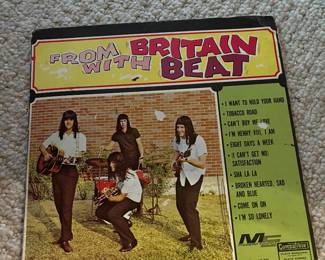 FROM BRITAIN
WITH BEAT
• I WANT TO HOLD YOUR HAND
• TOBACCO ROAD
• CAN'T BUY ME LOVE
• I'M HENRY VIII, I AM
• EIGHT DAYS A WEEK
• (I CAN'T GET NO)
SATISFACTION
• SHA LA LA
• BROKEN HEARTED, SAD
AND BLUE
• COME ON ON
• I'M SO LONELY